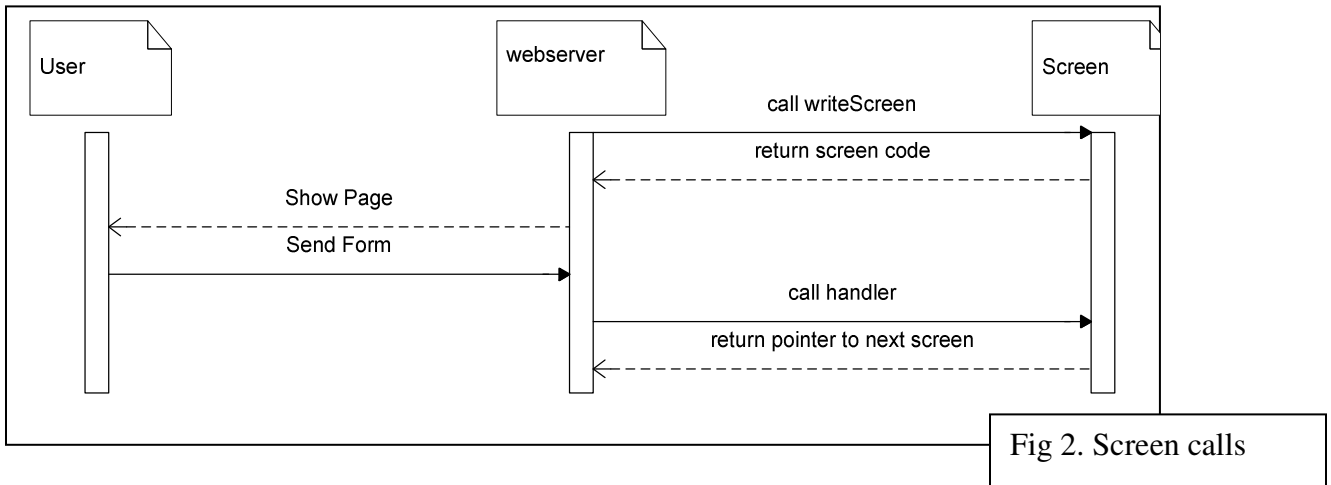 User
webserver
Screen
call writeScreen
return screen code
Show Page
Send Form
call handler
return pointer to next screen
Fig 2. Screen calls